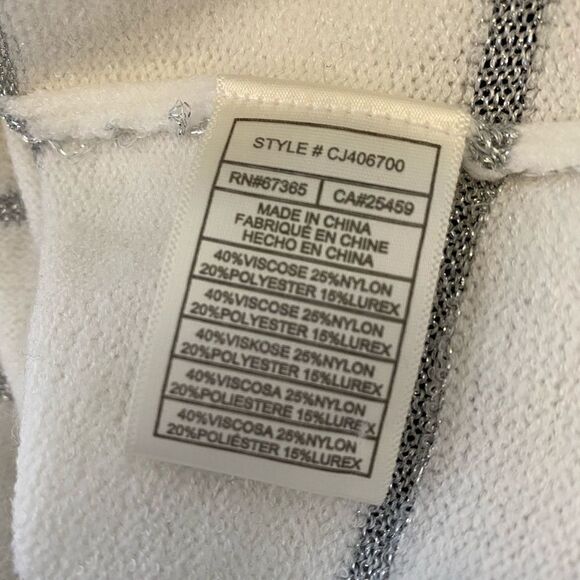 STYLE # CJ406700
RN#67365 CA#25459
MADE IN CHINA
FABRIQUÉ EN CHINE
HECHO EN CHINA
40%VISCOSE 25%NYLON
20%POLYESTER 15%LUREX
40%VISCOSE 25%NYLON
20%POLYESTER 15%LUREX
40%VISKOSE 25%NYLON
20%POLYESTER 15%LUREX
40%VISCOSA 25%NYLON
20%POLIESTERE 15%LUREX
40%VISCOSA 25%NYLON
20%POLIÉSTER 15%LUREX